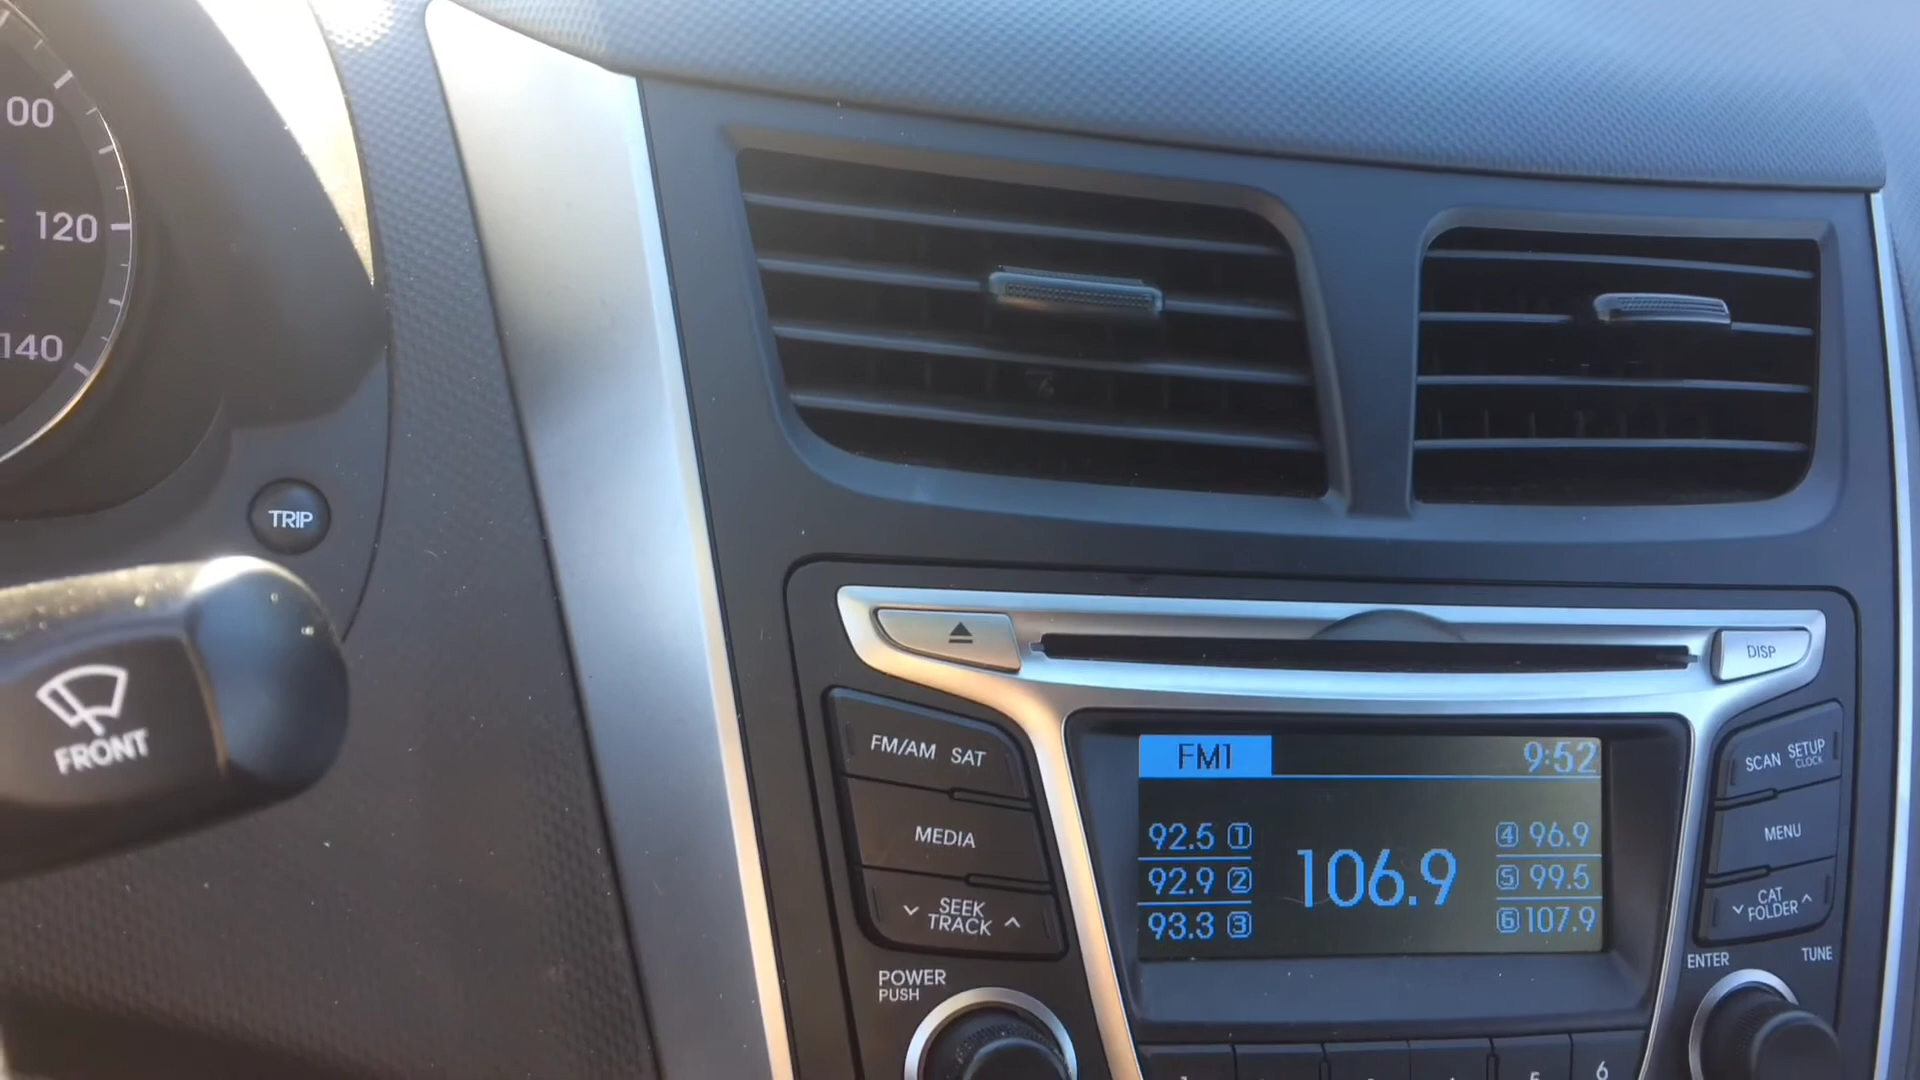 00
120
140
TRIP
FRONT
DISP
FM/AM SAT
MEDIA
SEEK
TRACK
POWER
PUSH
FM1 9:52
92.5 1
92.9 2
93.3 3
106.9
4 96.9
5 99.5
6 107.9
SCAN SETUP
CLOCK
MENU
CAT
FOLDER
ENTER TUNE
6